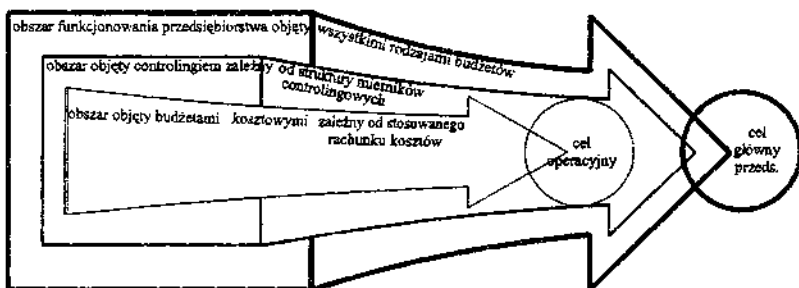 obszar funkcjonowania przedsiębiorstwa objęty wszystkimi rodzajami budżetów
obszar objęty controlingiem zależny od struktury mierników
controlingowych
obszar objęty budżetami kosztowymi zależny od stosowanego
rachunku kosztów
cel
operacyjny
cel
główny
przeds.